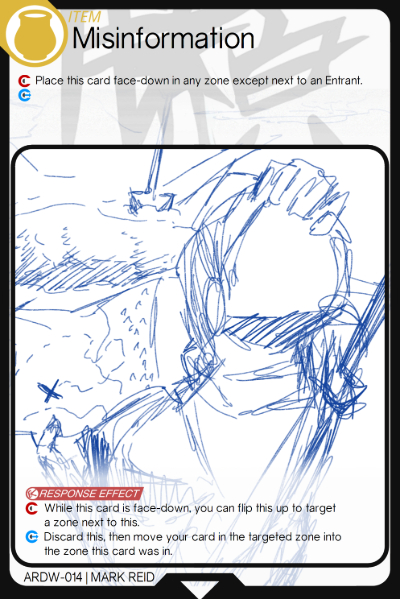 ITEM
Misinformation
Place this card face-down in any zone except next to an Entrant.
RESPONSE EFFECT
While this card is face-down, you can flip this up to target
a zone next to this.
Discard this, then move your card in the targeted zone into
the zone this card was in.
ARDW-014 | MARK REID